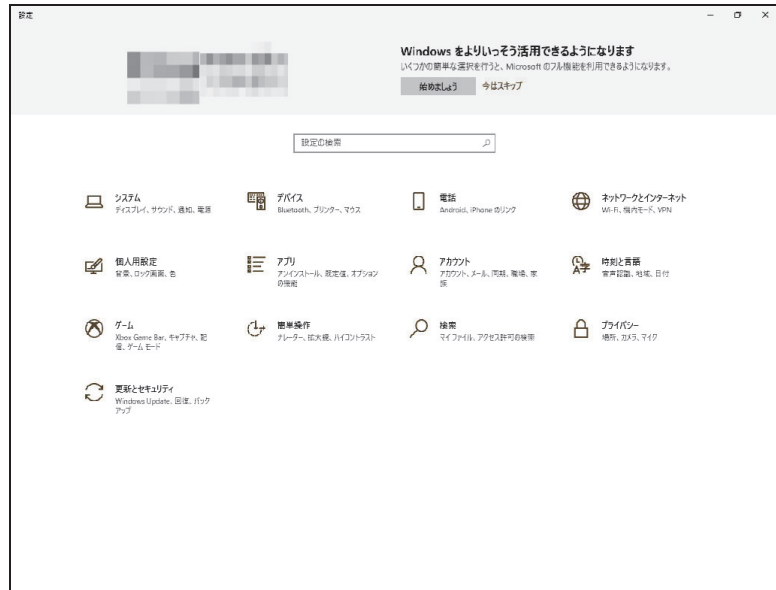 設定
Windows をよりいっそう活用できるようになります
いくつかの簡単な選択を行うと、Microsoft のフル機能を利用できるようになります。
始めましょう
今はスキップ
設定の検索
システム
ディスプレイ、サウンド、通知、電源
デバイス
Bluetooth、プリンター、マウス
電話
Android、iPhone のリンク
ネットワークとインターネット
Wi-Fi、機内モード、VPN
個人用設定
背景、ロック画面、色
アプリ
アンインストール、既定値、オプション
の機能
アカウント
アカウント、メール、同期、職場、家
族
時刻と言語
音声認識、地域、日付
ゲーム
Xbox Game Bar、キャプチャ、配
信、ゲーム モード
簡単操作
ナレーター、拡大鏡、ハイコントラスト
検索
マイ ファイル、アクセス許可の検索
プライバシー
場所、カメラ、マイク
更新とセキュリティ
Windows Update、回復、バック
アップ